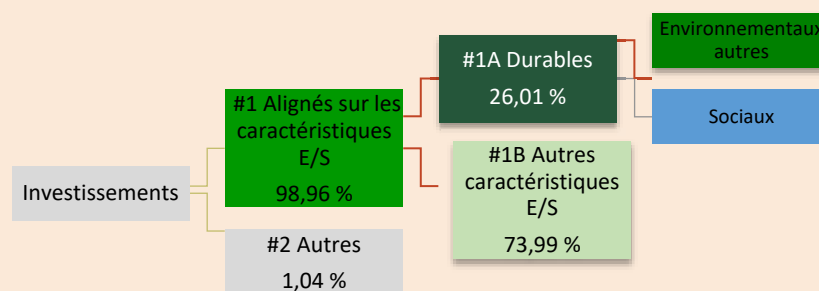 Investissements
#1 Alignés sur les
caractéristiques
E/S
98,96 %
#2 Autres
1,04 %
#1A Durables
26,01 %
#1B Autres
caractéristiques
E/S
73,99 %
Environnementaux
autres
Sociaux